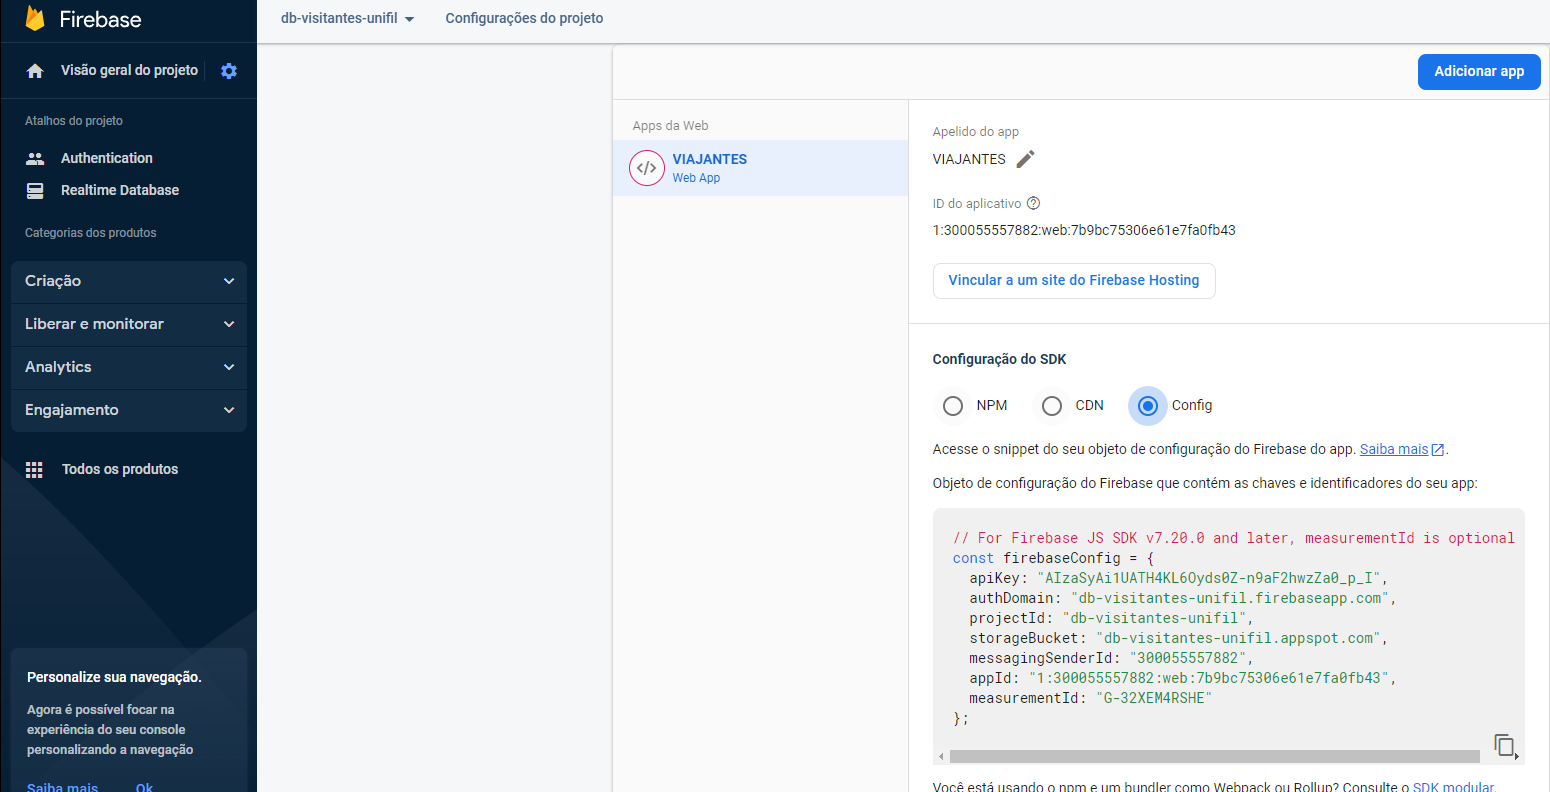 Firebase
db-visitantes-unifil
Configurações do projeto
Visão geral do projeto
Atalhos do projeto
Authentication
Realtime Database
Categorias dos produtos
Criação
Liberar e monitorar
Analytics
Engajamento
Todos os produtos
Personalize sua navegação.
Agora é possível focar na
experiência do seu console
personalizando a navegação
Saiba mais
Ok
Adicionar app
Apps da Web
VIAJANTES
Web App
Apelido do app
VIAJANTES
ID do aplicativo
1:300055557882:web:7b9bc75306e61e7fa0fb43
Vincular a um site do Firebase Hosting
Configuração do SDK
NPM
CDN
Config
Acesse o snippet do seu objeto de configuração do Firebase do app. Saiba mais.
Objeto de configuração do Firebase que contém as chaves e identificadores do seu app:
// For Firebase JS SDK v7.20.0 and later, measurementId is optional
const firebaseConfig = {
apiKey: "AIzaSyAi1UATH4KL6Oyds0Z-n9aF2hwzZa0_p_I",
authDomain: "db-visitantes-unifil.firebaseapp.com",
projectId: "db-visitantes-unifil",
storageBucket: "db-visitantes-unifil.appspot.com",
messagingSenderId: "300055557882",
appId: "1:300055557882:web:7b9bc75306e61e7fa0fb43",
measurementId: "G-32XEM4RSHE"
};
Você está usando o npm e um bundler como Webpack ou Rollup? Consulte o SDK modular.